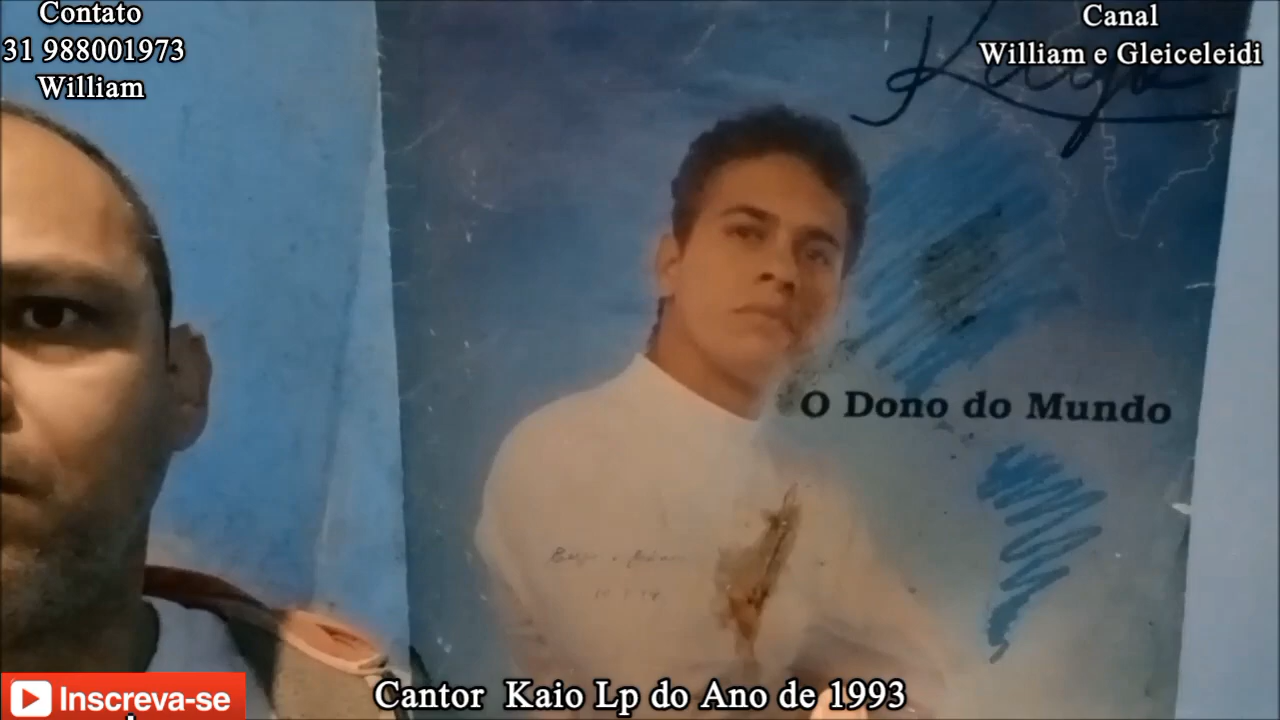 Contato
31 988001973
William
Canal
William e Gleiceleidi
O Dono do Mundo
Inscreva-se
Cantor Kaio Lp do Ano de 1993